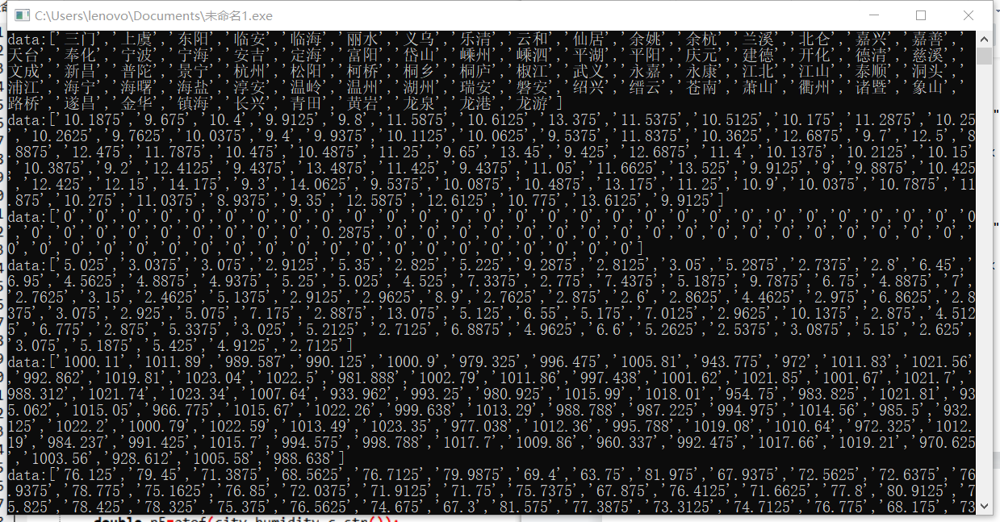 C:\Users\lenovo\Documents\未命名1.exe
data:['三门','上虞','东阳','临安','临海','丽水','义乌','乐清','云和','仙居','余姚','余杭','兰溪','北仑','嘉兴','嘉善','
天台','奉化','宁波','宁海','安吉','定海','富阳','岱山','嵊州','嵊泗','平湖','平阳','庆元','建德','开化','德清','慈溪','
文成','新昌','普陀','景宁','杭州','松阳','柯桥','桐乡','桐庐','椒江','武义','永嘉','永康','江北','江山','泰顺','洞头','
浦江','海宁','海曙','海盐','淳安','温岭','温州','湖州','瑞安','磐安','绍兴','缙云','苍南','萧山','衢州','诸暨','象山','
路桥','遂昌','金华','镇海','长兴','青田','黄岩','龙泉','龙港','龙游']
data:['10.1875','9.675','10.4','9.9125','9.8','11.5875','10.6125','13.375','11.5375','10.5125','10.175','11.2875','10.25
','10.2625','9.7625','10.0375','9.4','9.9375','10.1125','10.0625','9.5375','11.8375','10.3625','12.6875','9.7','12.5','8
.8875','12.475','11.7875','10.475','10.4875','11.25','9.65','13.45','9.425','12.6875','11.4','10.1375','10.2125','10.15'
,'10.3875','9.2','12.4125','9.4375','13.4875','11.425','9.4375','11.05','11.6625','13.525','9.9125','9','9.8875','10.425
','12.425','12.15','14.175','9.3','14.0625','9.5375','10.0875','10.4875','13.175','11.25','10.9','10.0375','10.7875','11
.875','10.275','11.0375','8.9375','9.35','12.5875','12.6125','10.775','13.6125','9.9125']
data:['0','0','0','0','0','0','0','0','0','0','0','0','0','0','0','0','0','0','0','0','0','0','0','0','0','0','0','0','0
','0','0','0','0','0','0','0','0','0','0.2875','0','0','0','0','0','0','0','0','0','0','0','0','0','0','0','0','0','0','
0','0','0','0','0','0','0','0','0','0','0','0','0','0','0','0','0','0','0','0']
data:['5.025','3.0375','3.075','2.9125','5.35','2.825','5.225','9.2875','2.8125','3.05','5.2875','2.7375','2.8','6.45','
6.95','4.5625','4.8875','4.9375','5.25','5.025','4.525','7.3375','2.775','7.4375','5.1875','9.7875','6.75','4.8875','7',
'2.7625','3.15','2.4625','5.1375','2.9125','2.9625','8.9','2.7625','2.875','2.6','2.8625','4.4625','2.975','6.8625','2.8
375','3.075','2.925','5.075','7.175','2.8875','13.075','5.125','6.55','5.175','7.0125','2.9625','10.1375','2.875','4.512
5','6.775','2.875','5.3375','3.025','5.2125','2.7125','6.8875','4.9625','6.6','5.2625','2.5375','3.0875','5.15','2.625',
'3.075','5.1875','5.425','4.9125','2.7125']
data:['1000.11','1011.89','989.587','990.125','1000.9','979.325','996.475','1005.81','943.775','972','1011.83','1021.56'
,'992.862','1019.81','1023.04','1022.5','981.888','1002.79','1011.86','997.438','1001.62','1021.85','1001.67','1021.7','
988.312','1021.74','1023.34','1007.64','933.962','993.25','980.925','1015.99','1018.01','954.75','983.825','1021.81','93
5.062','1015.05','966.775','1015.67','1022.26','999.638','1013.29','988.788','987.225','994.975','1014.56','985.5','932.
125','1022.2','1000.79','1022.59','1013.49','1023.35','977.038','1012.36','995.788','1019.08','1010.64','972.325','1012.
19','984.237','991.425','1015.7','994.575','998.788','1017.7','1009.86','960.337','992.475','1017.66','1019.21','970.625
','1003.56','928.612','1005.58','988.638']
data:['76.125','79.45','71.3875','68.5625','76.7125','79.9875','69.4','63.75','81.975','67.9375','72.5625','72.6375','76
.9375','78.775','75.1625','76.85','72.0375','71.9125','71.75','75.7375','67.875','76.4125','71.6625','77.8','80.9125','7
5.825','78.425','78.325','75.375','76.5625','74.675','67.3','81.575','77.3875','73.3125','74.7125','76.775','68.175','73